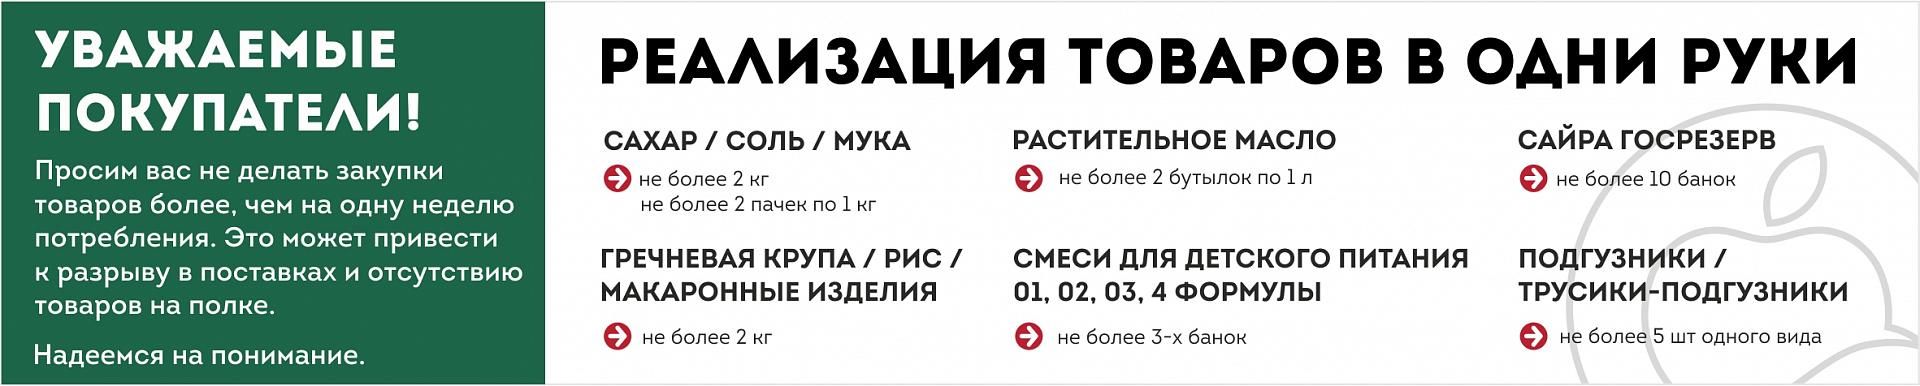 УВАЖАЕМЫЕ
ПОКУПАТЕЛИ!
Просим вас не делать закупки
товаров более, чем на одну неделю
потребления. Это может привести
к разрыву в поставках и отсутствию
товаров на полке.
Надеемся на понимание.
РЕАЛИЗАЦИЯ ТОВАРОВ В ОДНИ РУКИ
САХАР / СОЛЬ / МУКА
не более 2 кг
не более 2 пачек по 1 кг
РАСТИТЕЛЬНОЕ МАСЛО
не более 2 бутылок по 1 л
САЙРА ГОСРЕЗЕРВ
не более 10 банок
ГРЕЧНЕВАЯ КРУПА / РИС /
МАКАРОННЫЕ ИЗДЕЛИЯ
не более 2 кг
СМЕСИ ДЛЯ ДЕТСКОГО ПИТАНИЯ
01, 02, 03, 4 ФОРМУЛЫ
не более 3-х банок
ПОДГУЗНИКИ /
ТРУСИКИ-ПОДГУЗНИКИ
не более 5 шт одного вида